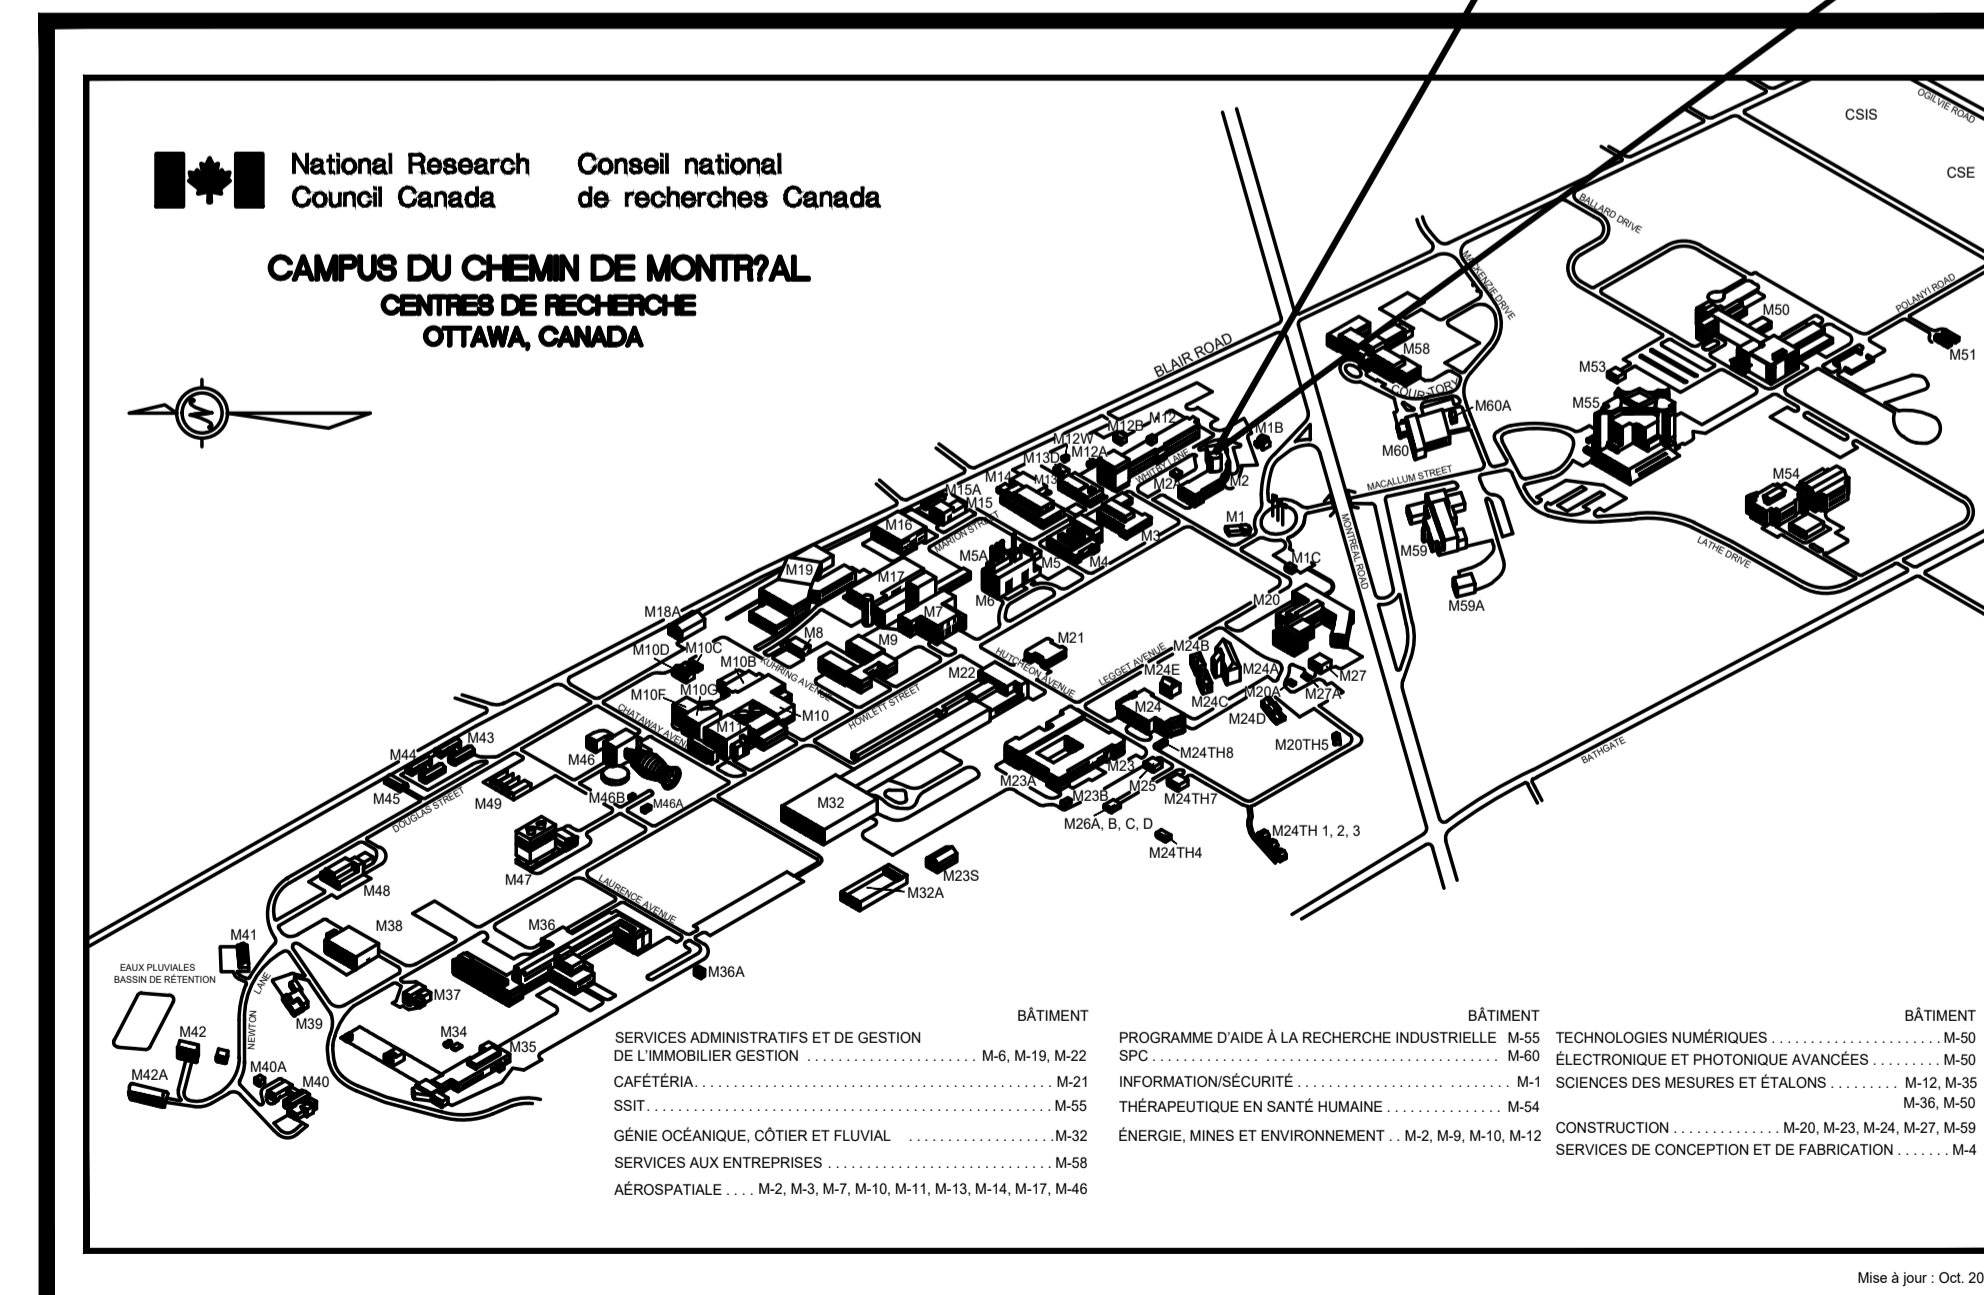 National Research
Council Canada
Conseil national
de recherches Canada
CAMPUS DU CHEMIN DE MONTR?AL
CENTRES DE RECHERCHE
OTTAWA, CANADA
N
CSIS
CSE
OGILVIE ROAD
BALLARD DRIVE
POLANYI ROAD
MACKENZIE DRIVE
BLAIR ROAD
M50
M51
M58
M53
M55
COURTORY
M60A
M60
MACALLUM STREET
M54
LATHE DRIVE
M59
M59A
MONTREAL ROAD
BATHGATE
M12B
M12
M1B
M12W
M12A
M13D
M13
WHITBY LANE
M2A
M2
M14
M15A
M15
M16
MARION STREET
M1
M3
M4
M5
M5A
M6
M1C
M19
M17
M7
M20
M18A
M8
M9
M21
M10D
M10C
M10B
KUHRING AVENUE
M22
HUTCHEON AVENUE
LEGGET AVENUE
M24B
M24E
M24A
M24C
M27
M20A
M27A
M10F
M10G
M10
M11
HOWLETT STREET
CHATAWAY AVENUE
M24
M24D
M20TH5
M43
M44
M45
M46
M46B
M46A
M49
DOUGLAS STREET
M23A
M23
M24TH8
M25
M23B
M24TH7
M26A, B, C, D
M24TH 1, 2, 3
M24TH4
M32
M47
M48
M23S
M32A
LAURENCE AVENUE
M36
M38
M41
M36A
EAUX PLUVIALES
BASSIN DE RÉTENTION
NEWTON
LANE
M37
M39
M34
M35
M42
M42A
M40A
M40
BÂTIMENT
SERVICES ADMINISTRATIFS ET DE GESTION
DE L'IMMOBILIER GESTION . . . . . . . . . . . . . . . . . . . . . . M-6, M-19, M-22
CAFÉTÉRIA. . . . . . . . . . . . . . . . . . . . . . . . . . . . . . . . . . . . . . . . . . . . . . M-21
SSIT. . . . . . . . . . . . . . . . . . . . . . . . . . . . . . . . . . . . . . . . . . . . . . . . . . . . M-55
GÉNIE OCÉANIQUE, CÔTIER ET FLUVIAL . . . . . . . . . . . . . . . . . . .M-32
SERVICES AUX ENTREPRISES . . . . . . . . . . . . . . . . . . . . . . . . . . . . . M-58
AÉROSPATIALE . . . . M-2, M-3, M-7, M-10, M-11, M-13, M-14, M-17, M-46
BÂTIMENT
PROGRAMME D'AIDE À LA RECHERCHE INDUSTRIELLE M-55
SPC . . . . . . . . . . . . . . . . . . . . . . . . . . . . . . . . . . . . . . . . . . . . . M-60
INFORMATION/SÉCURITÉ . . . . . . . . . . . . . . . . . . . . . . . . . . . M-1
THÉRAPEUTIQUE EN SANTÉ HUMAINE . . . . . . . . . . . . . . . M-54
ÉNERGIE, MINES ET ENVIRONNEMENT . . M-2, M-9, M-10, M-12
BÂTIMENT
TECHNOLOGIES NUMÉRIQUES . . . . . . . . . . . . . . . . . . . . . . M-50
ÉLECTRONIQUE ET PHOTONIQUE AVANCÉES . . . . . . . . . M-50
SCIENCES DES MESURES ET ÉTALONS . . . . . . . . . M-12, M-35
M-36, M-50
CONSTRUCTION . . . . . . . . . . . . . . M-20, M-23, M-24, M-27, M-59
SERVICES DE CONCEPTION ET DE FABRICATION . . . . . . . M-4
Mise à jour : Oct. 20